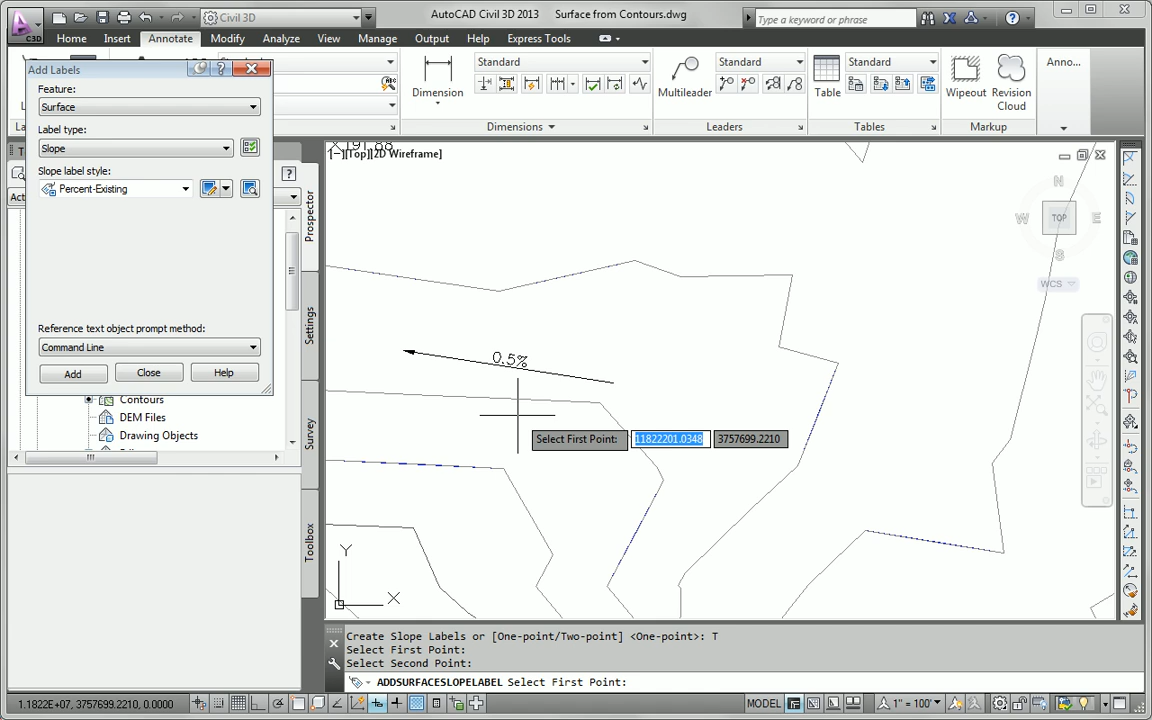 C3D
Civil 3D
AutoCAD Civil 3D 2013
Surface from Contours.dwg
Type a keyword or phrase
Home
Insert
Annotate
Modify
Analyze
View
Manage
Output
Help
Express Tools
Add Labels
Feature:
Surface
Label type:
Slope
Slope label style:
Percent-Existing
Reference text object prompt method:
Command Line
Add
Close
Help
Standard
Dimension
Dimensions
Standard
Multileader
Leaders
Standard
Table
Tables
Wipeout
Revision
Cloud
Markup
Anno...
Prospector
Settings
Survey
Toolbox
Contours
DEM Files
Drawing Objects
[−][Top][2D Wireframe]
N
W
TOP
E
S
WCS
0.5%
Select First Point:
11822201.0348
3757699.2210
Y
X
Create Slope Labels or [One-point/Two-point] <One-point>: T
Select First Point:
Select Second Point:
ADDSURFACESLOPELABEL Select First Point:
1.1822E+07, 3757699.2210, 0.0000
MODEL
1" = 100'